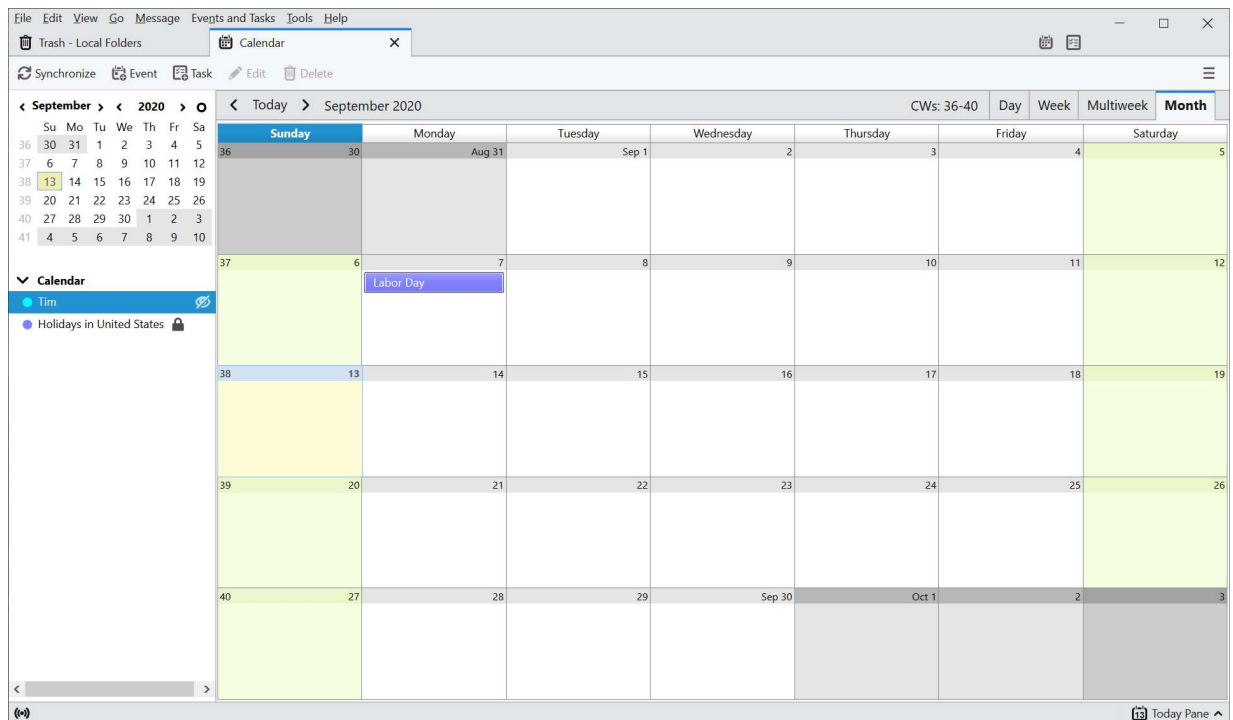 File Edit View Go Message Events and Tasks Tools Help
Trash - Local Folders Calendar
Synchronize Event Task Edit Delete
September 2020 Today September 2020 CWs: 36-40 Day Week Multiweek Month
Su Mo Tu We Th Fr Sa
36 30 31 1 2 3 4 5
37 6 7 8 9 10 11 12
38 13 14 15 16 17 18 19
39 20 21 22 23 24 25 26
40 27 28 29 30 1 2 3
41 4 5 6 7 8 9 10
Calendar
Tim
Holidays in United States
Sunday Monday Tuesday Wednesday Thursday Friday Saturday
36 30 Aug 31 Sep 1 2 3 4 5
37 6 7 8 9 10 11 12
Labor Day
38 13 14 15 16 17 18 19
39 20 21 22 23 24 25 26
40 27 28 29 Sep 30 Oct 1 2 3
13 Today Pane